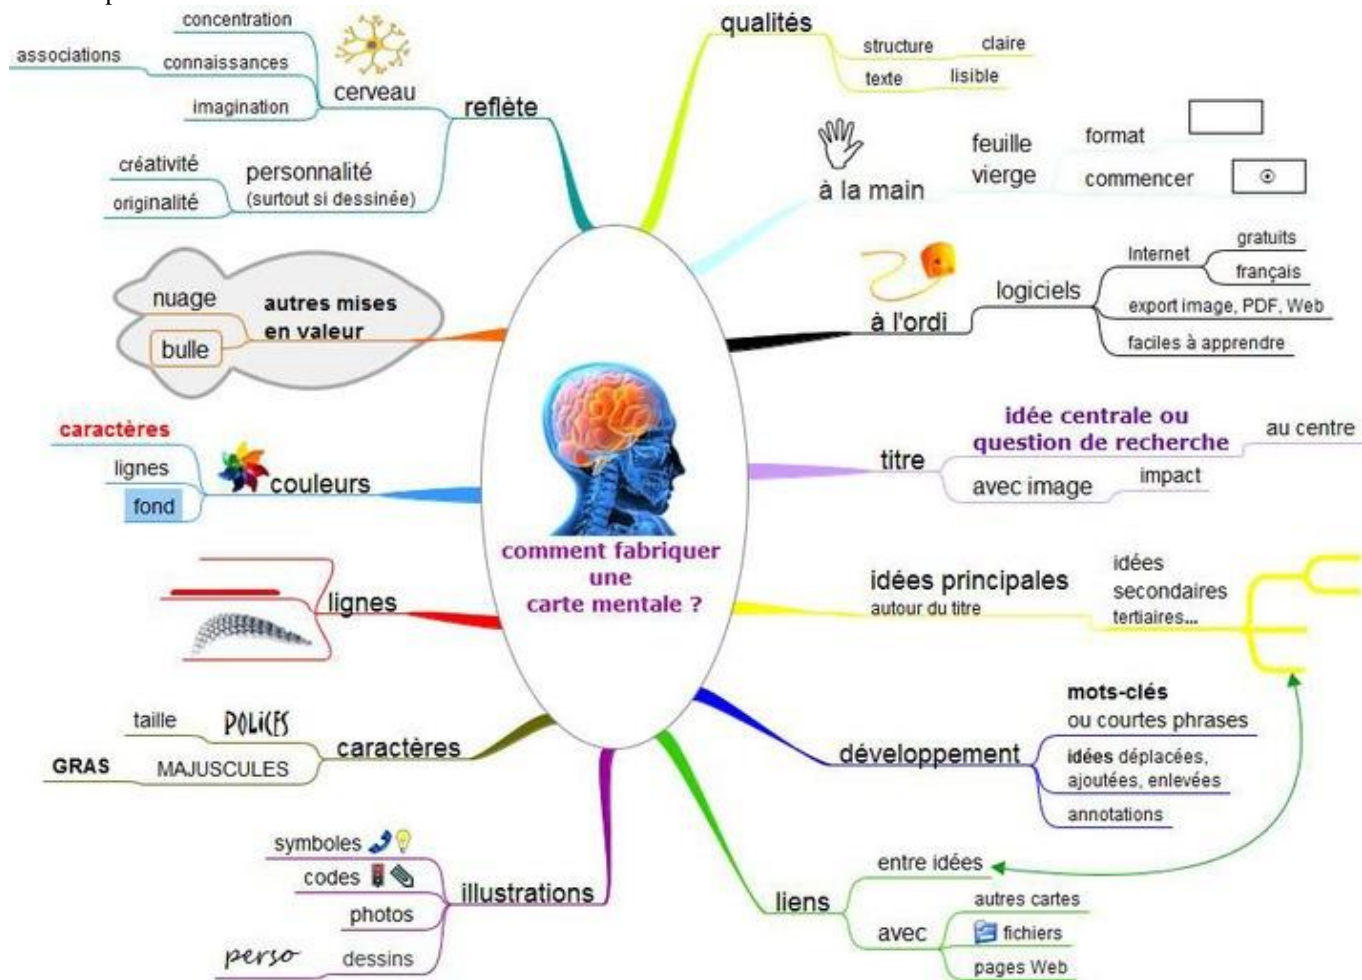 comment fabriquer
une
carte mentale ?
qualités
structure
claire
texte
lisible
à la main
feuille
vierge
format
commencer
à l'ordi
logiciels
Internet
gratuits
français
export image, PDF, Web
faciles à apprendre
titre
idée centrale ou
question de recherche
au centre
avec image
impact
idées principales
autour du titre
idées
secondaires
tertiaires...
développement
mots-clés
ou courtes phrases
idées déplacées,
ajoutées, enlevées
annotations
liens
entre idées
avec
autres cartes
fichiers
pages Web
illustrations
symboles
codes
photos
dessins
perso
caractères
POLICES
taille
MAJUSCULES
GRAS
lignes
couleurs
caractères
lignes
fond
autres mises
en valeur
nuage
bulle
reflète
cerveau
concentration
connaissances
associations
imagination
personnalité
(surtout si dessinée)
créativité
originalité